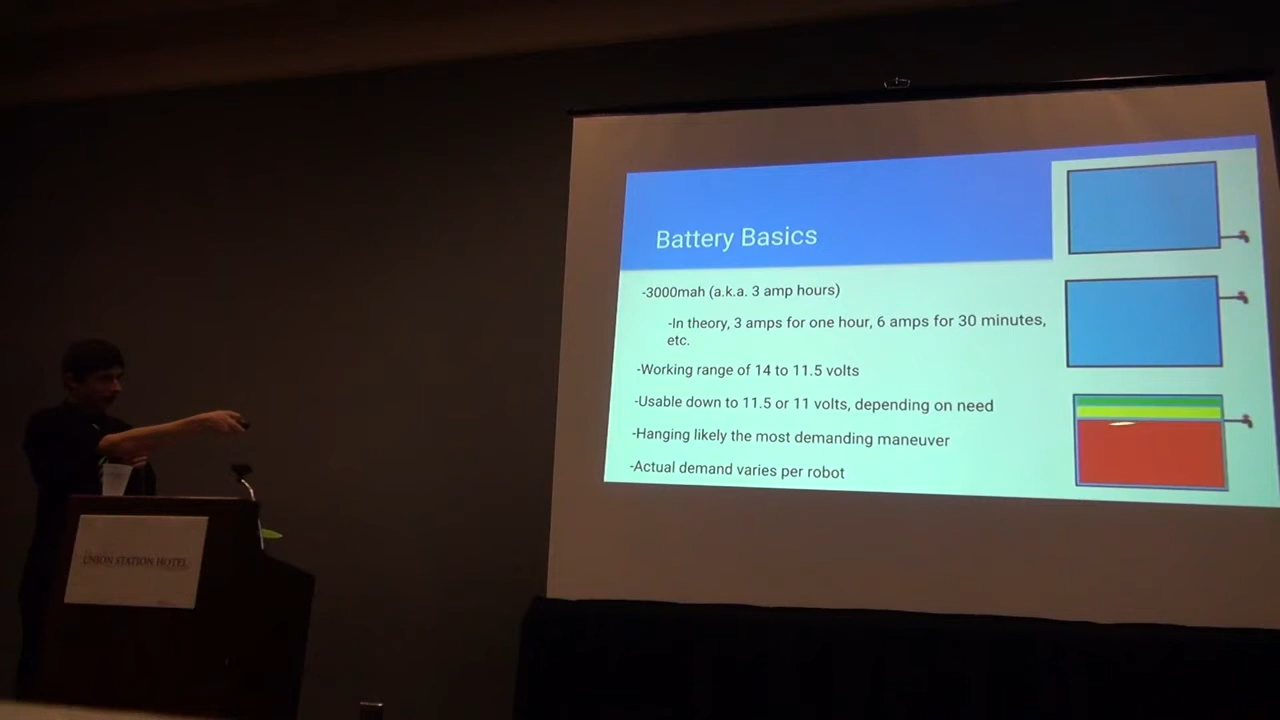 Battery Basics
-3000mah (a.k.a. 3 amp hours)
-In theory, 3 amps for one hour, 6 amps for 30 minutes,
etc.
-Working range of 14 to 11.5 volts
-Usable down to 11.5 or 11 volts, depending on need
-Hanging likely the most demanding maneuver
-Actual demand varies per robot
UNION STATION HOTEL